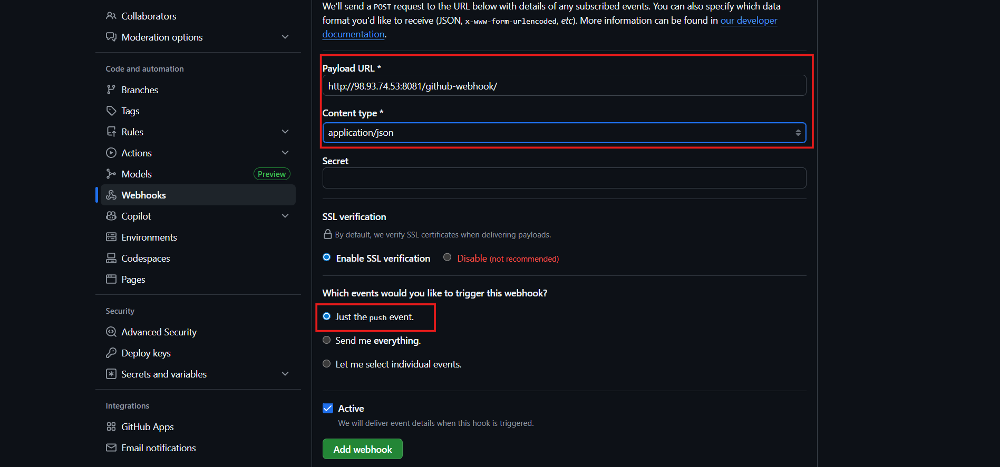 Collaborators
Moderation options
Code and automation
Branches
Tags
Rules
Actions
Models Preview
Webhooks
Copilot
Environments
Codespaces
Pages
Security
Advanced Security
Deploy keys
Secrets and variables
Integrations
GitHub Apps
Email notifications
We'll send a POST request to the URL below with details of any subscribed events. You can also specify which data
format you'd like to receive (JSON, x-www-form-urlencoded, etc). More information can be found in our developer
documentation.
Payload URL *
http://98.93.74.53:8081/github-webhook/
Content type *
application/json
Secret
SSL verification
By default, we verify SSL certificates when delivering payloads.
Enable SSL verification Disable (not recommended)
Which events would you like to trigger this webhook?
Just the push event.
Send me everything.
Let me select individual events.
Active
We will deliver event details when this hook is triggered.
Add webhook